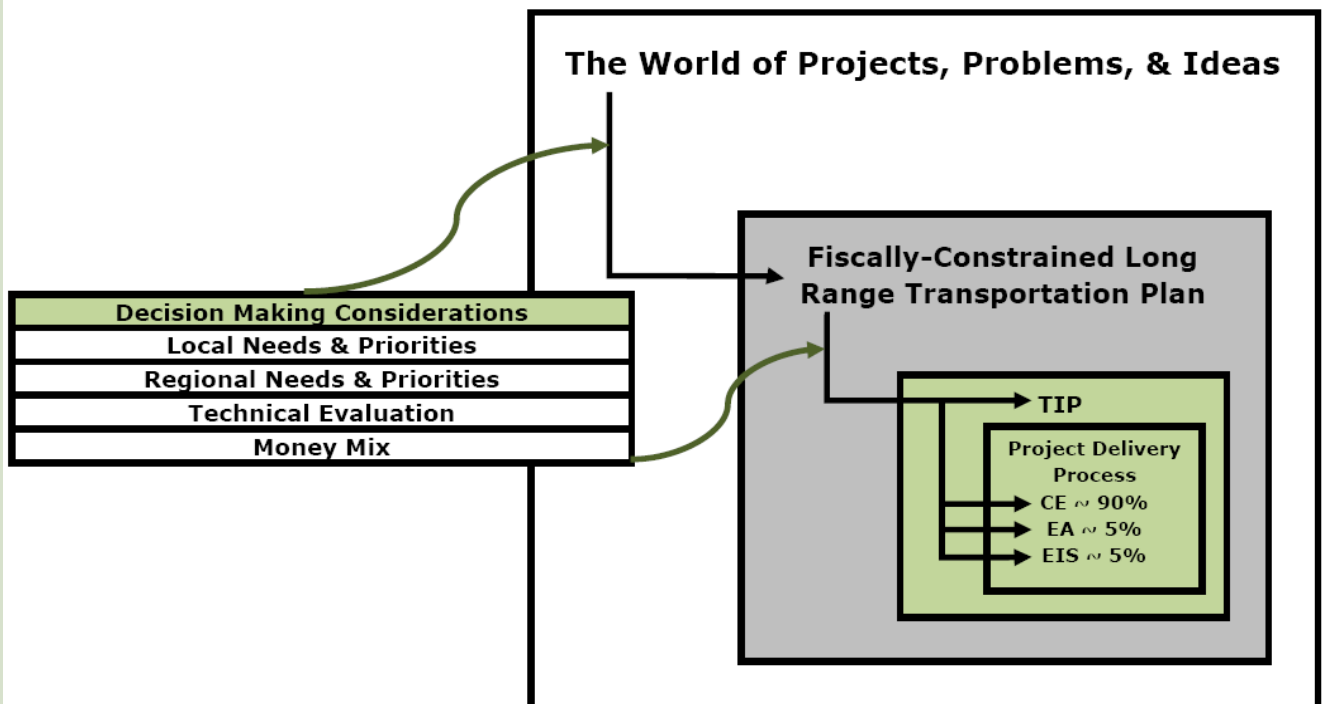 The World of Projects, Problems, & Ideas
Fiscally-Constrained Long
Range Transportation Plan
Decision Making Considerations
Local Needs & Priorities
Regional Needs & Priorities
Technical Evaluation
Money Mix
TIP
Project Delivery
Process
CE ~ 90%
EA ~ 5%
EIS ~ 5%